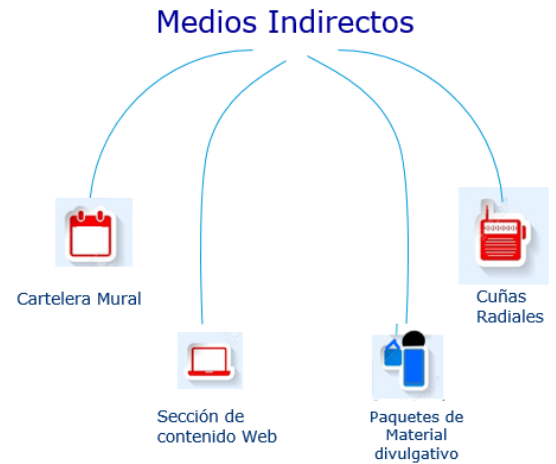 Medios Indirectos
Cartelera Mural
Cuñas
Radiales
Sección de
contenido Web
Paquetes de
Material
divulgativo